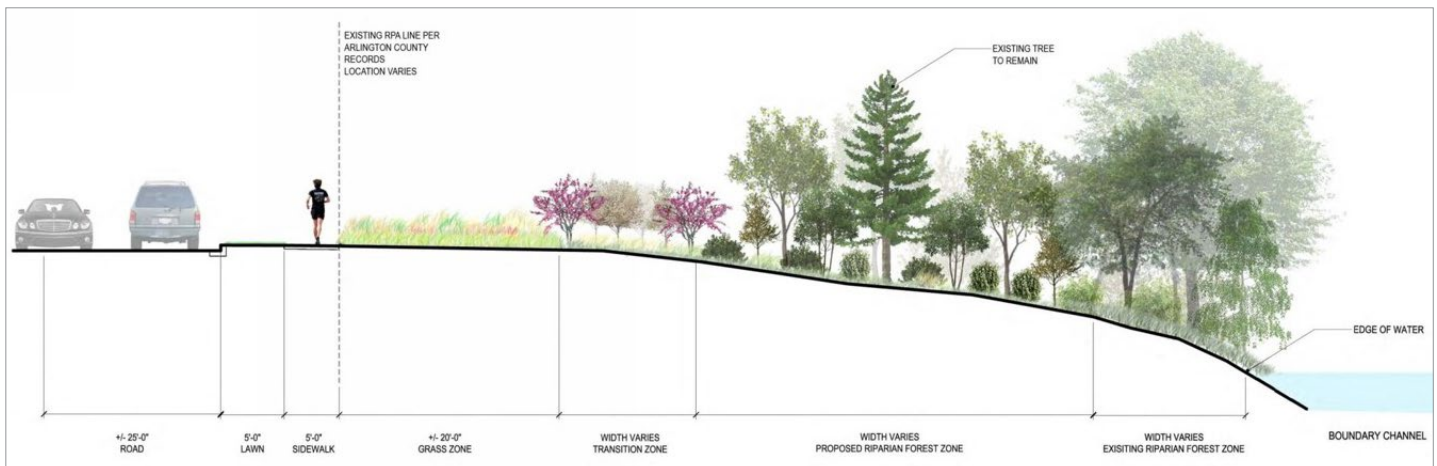 EXISTING RPA LINE PER
ARLINGTON COUNTY
RECORDS
LOCATION VARIES
EXISTING TREE
TO REMAIN
EDGE OF WATER
+/- 25'-0"
ROAD
5'-0"
LAWN
5'-0"
SIDEWALK
+/- 20'-0"
GRASS ZONE
WIDTH VARIES
TRANSITION ZONE
WIDTH VARIES
PROPOSED RIPARIAN FOREST ZONE
WIDTH VARIES
EXISITING RIPARIAN FOREST ZONE
BOUNDARY CHANNEL